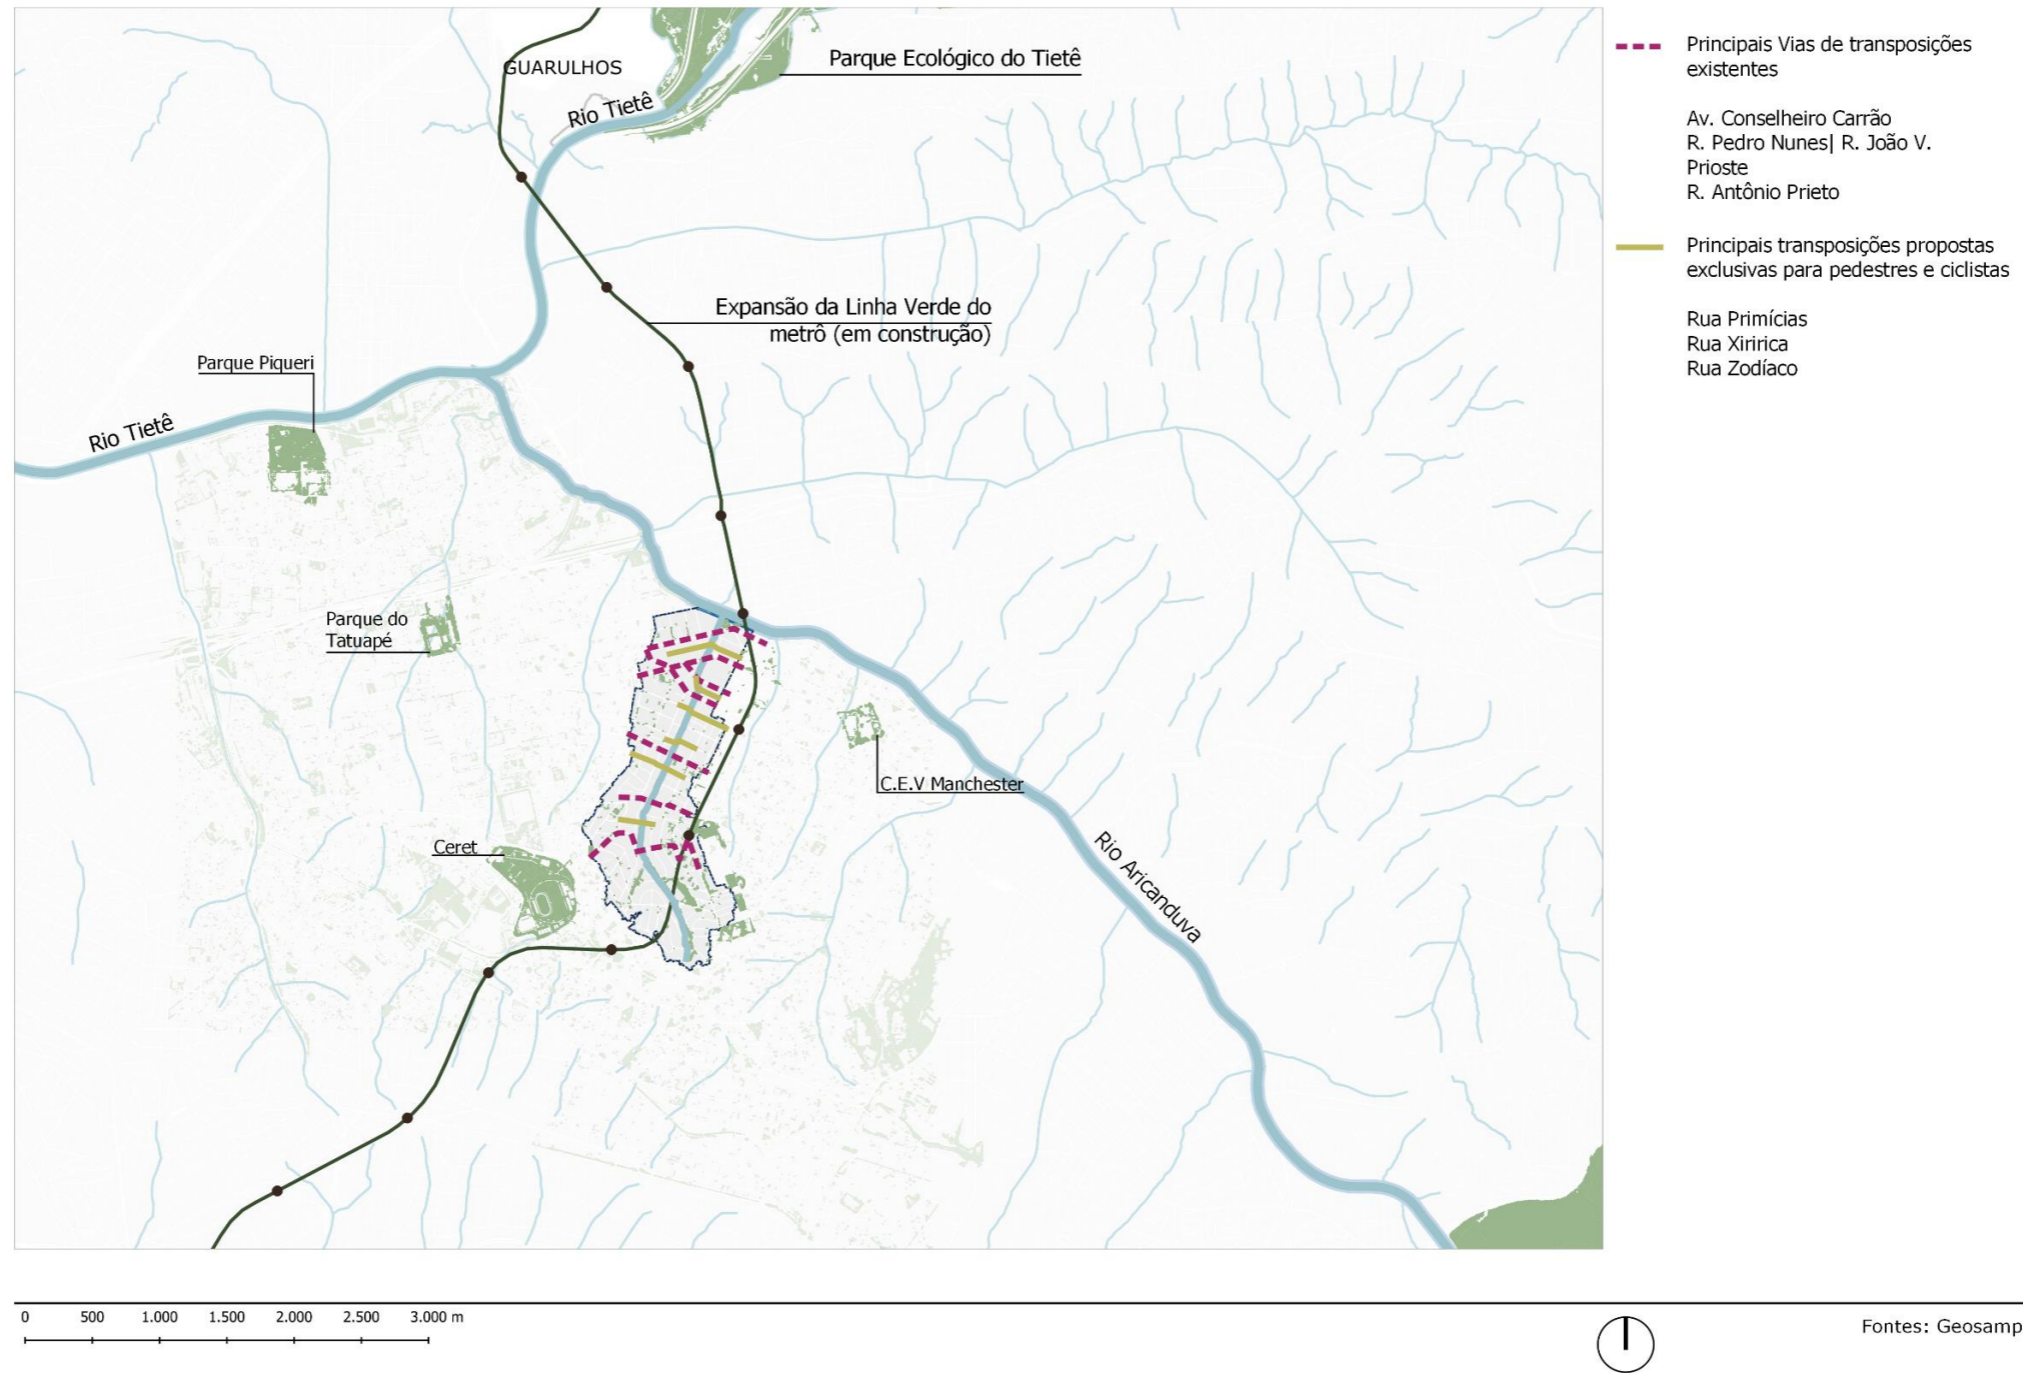 GUARULHOS
Parque Ecológico do Tietê
Rio Tietê
Expansão da Linha Verde do
metrô (em construção)
Parque Piqueri
Rio Tietê
Parque do
Tatuapé
C.E.V Manchester
Ceret
Rio Aricanduva
Principais Vias de transposições
existentes
Av. Conselheiro Carrão
R. Pedro Nunes| R. João V.
Prioste
R. Antônio Prieto
Principais transposições propostas
exclusivas para pedestres e ciclistas
Rua Primícias
Rua Xiririca
Rua Zodíaco
0 500 1.000 1.500 2.000 2.500 3.000 m
Fontes: Geosamp